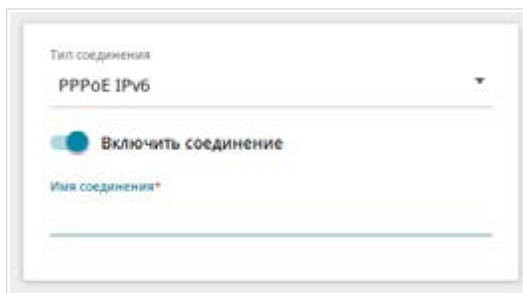 Тип соединения
PPPoE IPv6
Включить соединение
Имя соединения*